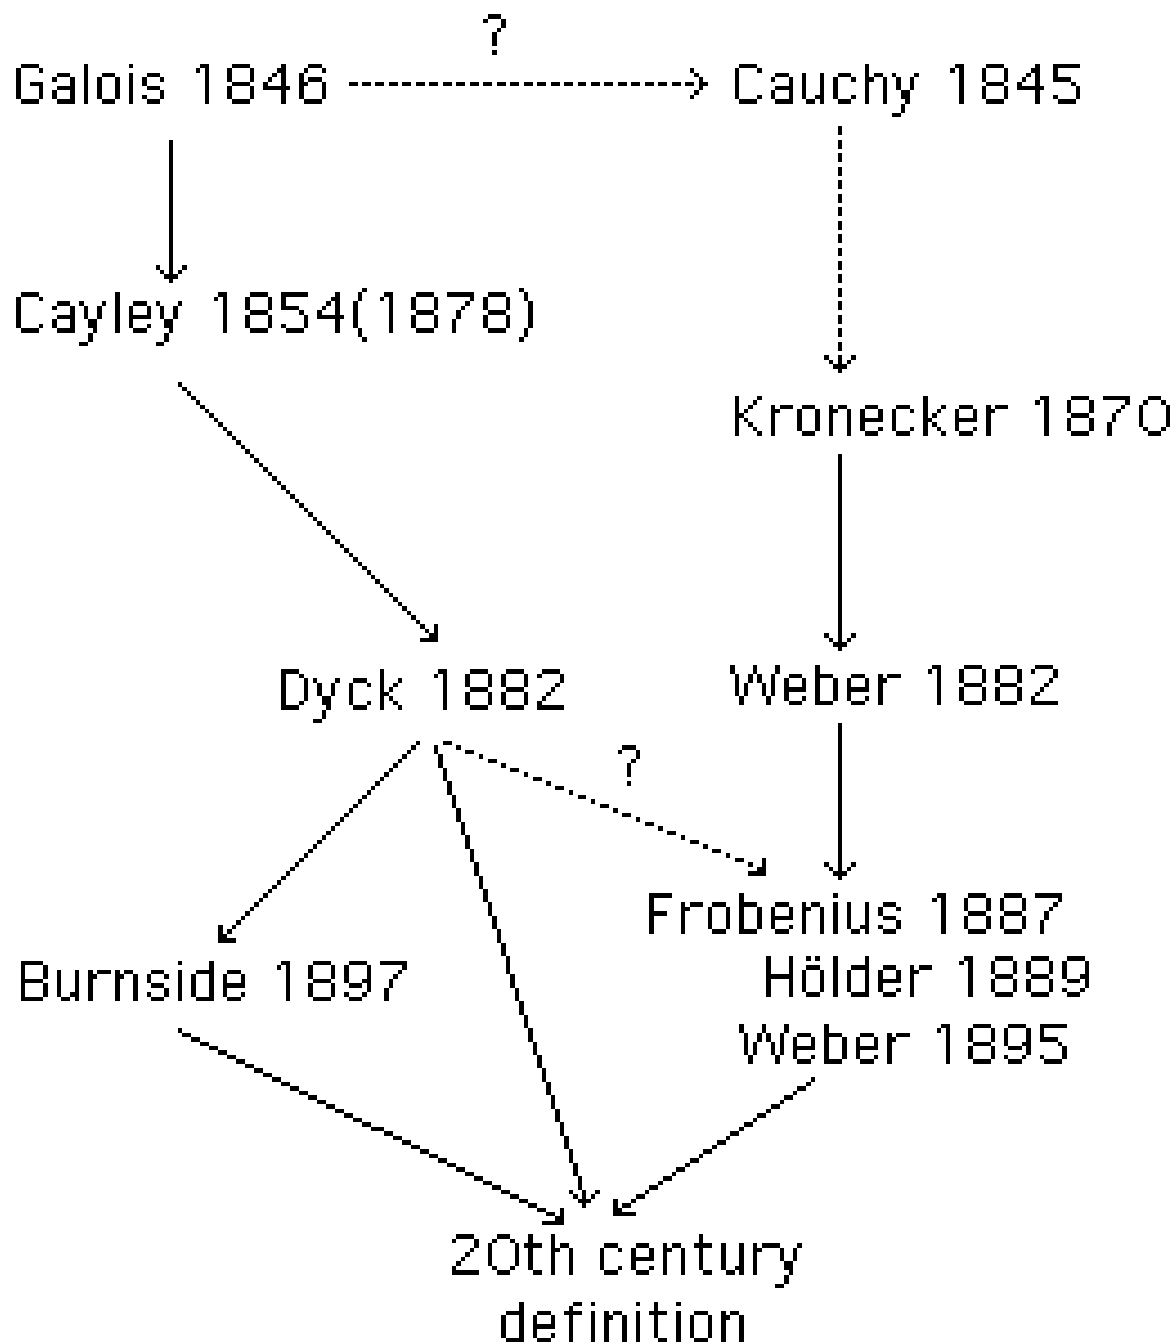 ?
Galois 1846
Cauchy 1845
Cayley 1854(1878)
Kronecker 1870
Dyck 1882
Weber 1882
?
Frobenius 1887
Burnside 1897
Hölder 1889
Weber 1895
20th century
definition